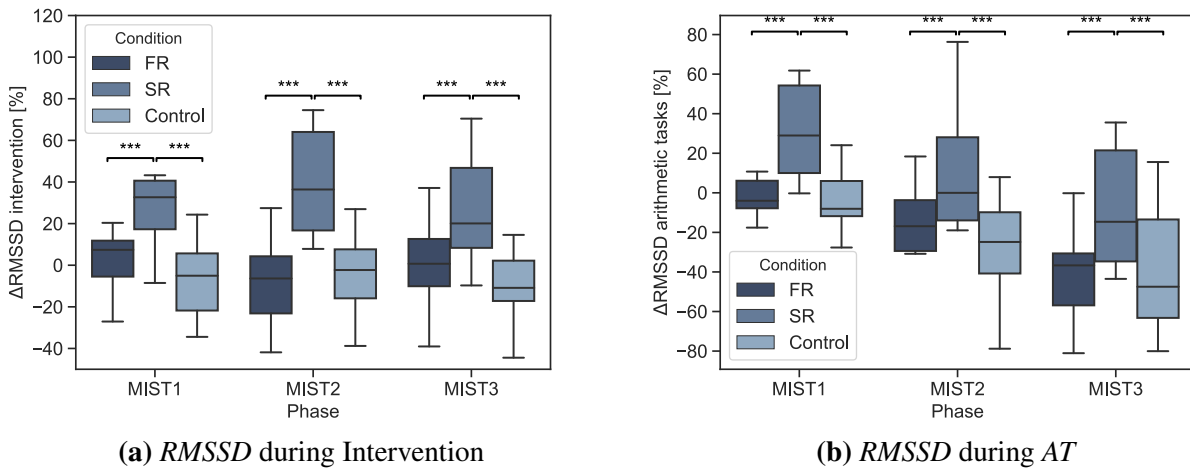 120
100
80
60
40
20
0
−20
−40
ΔRMSSD intervention [%]
Condition
FR
SR
Control
*** ***
*** ***
*** ***
MIST1 MIST2 MIST3
Phase
(a) RMSSD during Intervention
80
60
40
20
0
−20
−40
−60
−80
ΔRMSSD arithmetic tasks [%]
*** ***
*** ***
*** ***
Condition
FR
SR
Control
MIST1 MIST2 MIST3
Phase
(b) RMSSD during AT